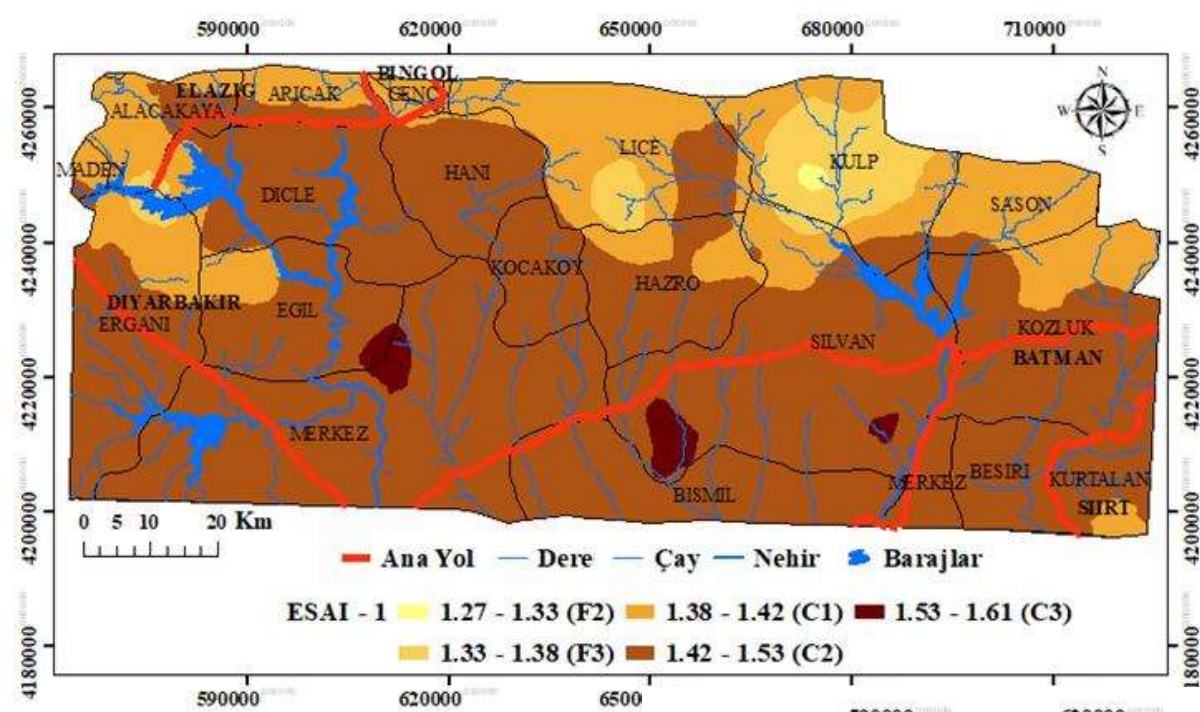 590000 620000 650000 680000 710000
4260000 4260000
4240000 4240000
4220000 4220000
4200000 4200000
4180000 1800000
BINGOL
ELAZIG ARICAK GENC
ALACAKAYA
N
W E
S
MADEN
LICE
KULP
HANI
DICLE
SASON
KOCAKOY
HAZRO
DIYARBAKIR
EGIL
ERGANI
KOZLUK
SILVAN
BATMAN
MERKEZ
BESIRI
MERKEZ
KURTALAN
BISMIL
SIIRT
0 5 10 20 Km
Ana Yol Dere Çay Nehir Barajlar
ESAI - 1 1.27 - 1.33 (F2) 1.38 - 1.42 (C1) 1.53 - 1.61 (C3)
1.33 - 1.38 (F3) 1.42 - 1.53 (C2)
590000 620000 6500